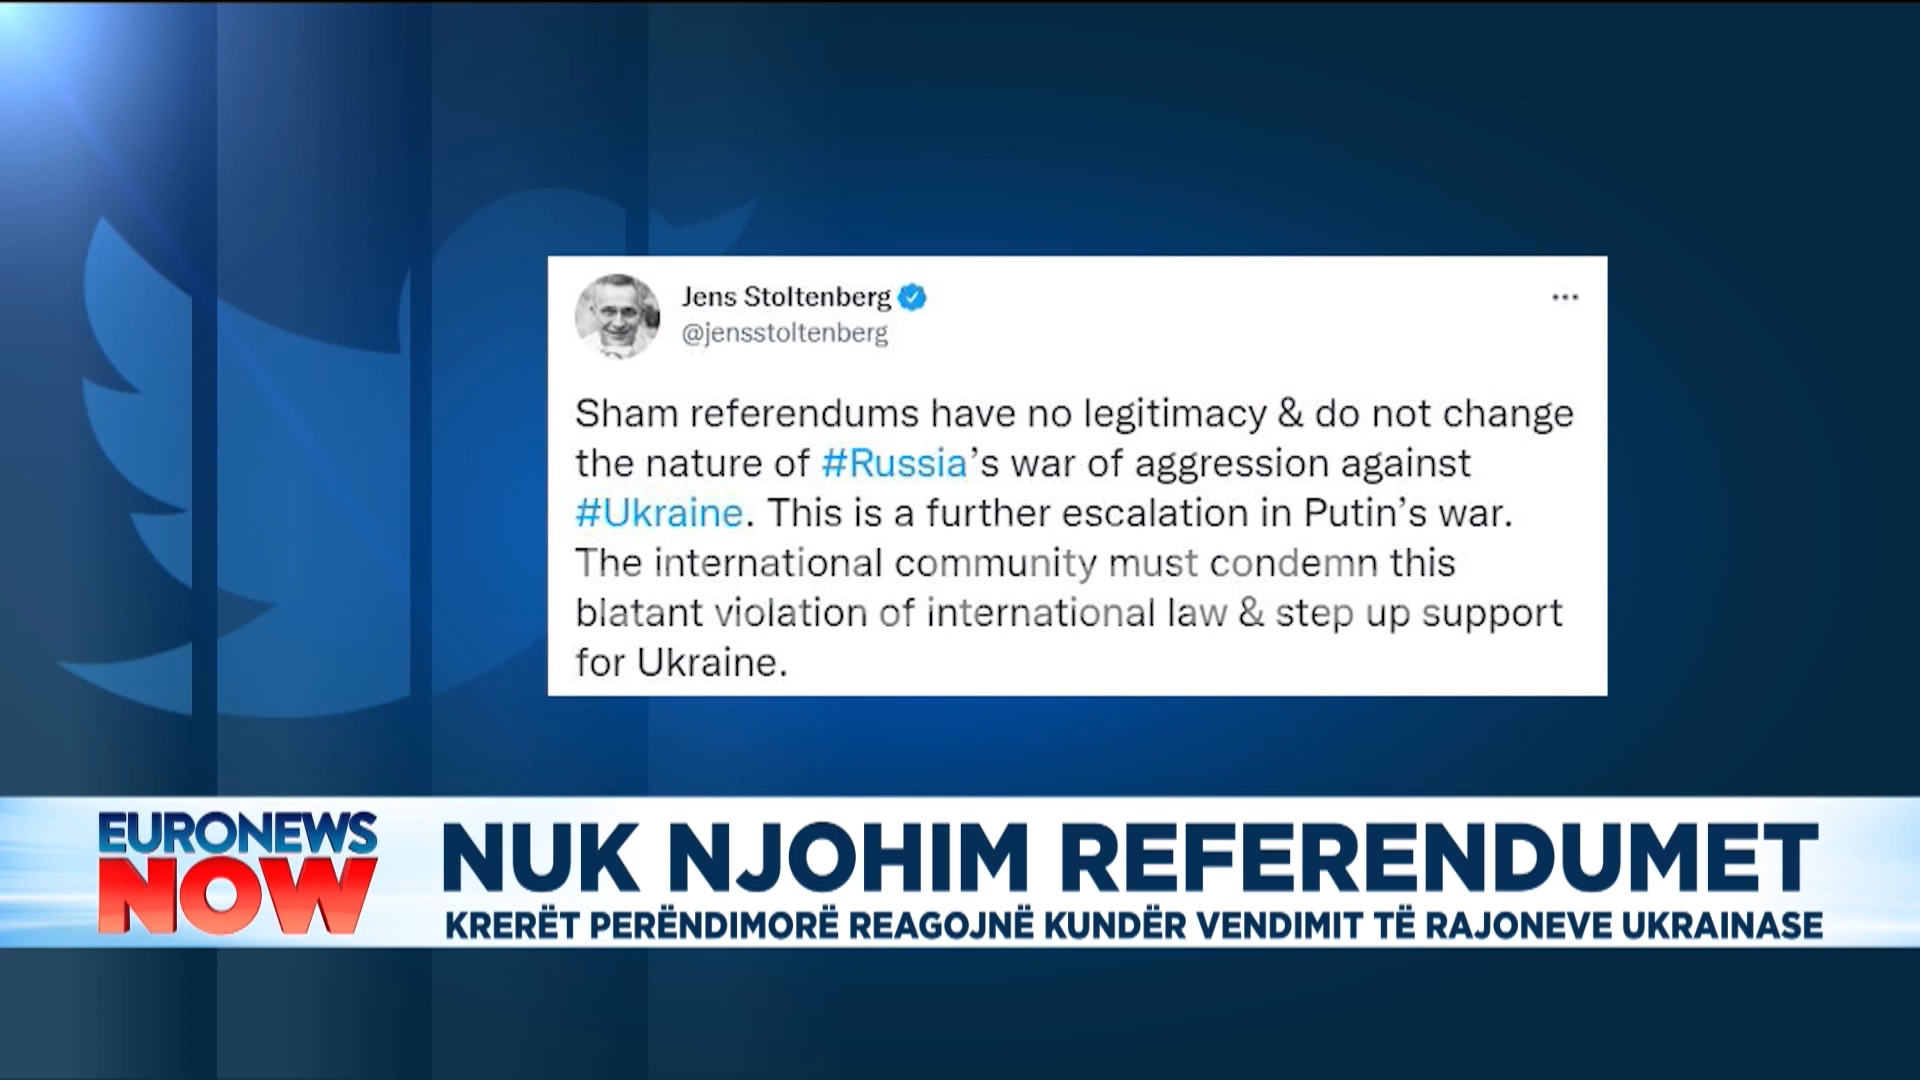 Jens Stoltenberg
@jensstoltenberg
Sham referendums have no legitimacy & do not change
the nature of #Russia’s war of aggression against
#Ukraine. This is a further escalation in Putin’s war.
The international community must condemn this
blatant violation of international law & step up support
for Ukraine.
EURONEWS
NOW
NUK NJOHIM REFERENDUMET
KRERËT PERËNDIMORË REAGOJNË KUNDËR VENDIMIT TË RAJONEVE UKRAINASE